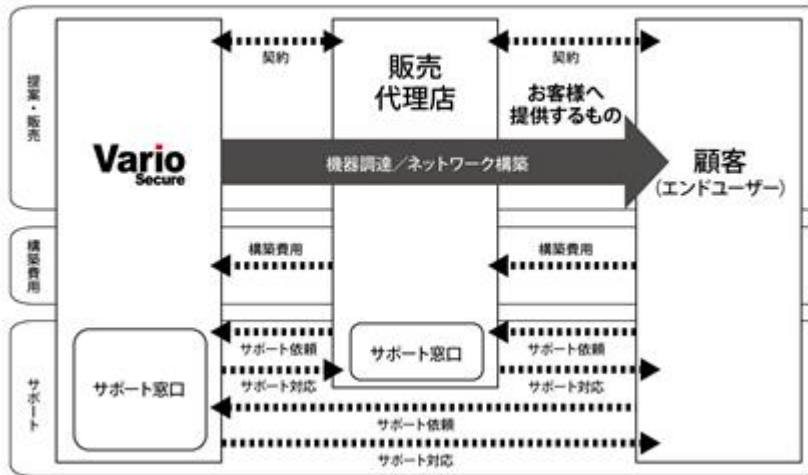 提案・販売
契約
契約
販売
代理店
お客様へ
提供するもの
Vario
Secure
機器調達／ネットワーク構築
顧客
(エンドユーザー)
構築費用
構築費用
構築費用
サポート
サポート窓口
サポート依頼
サポート対応
サポート窓口
サポート依頼
サポート対応
サポート依頼
サポート対応